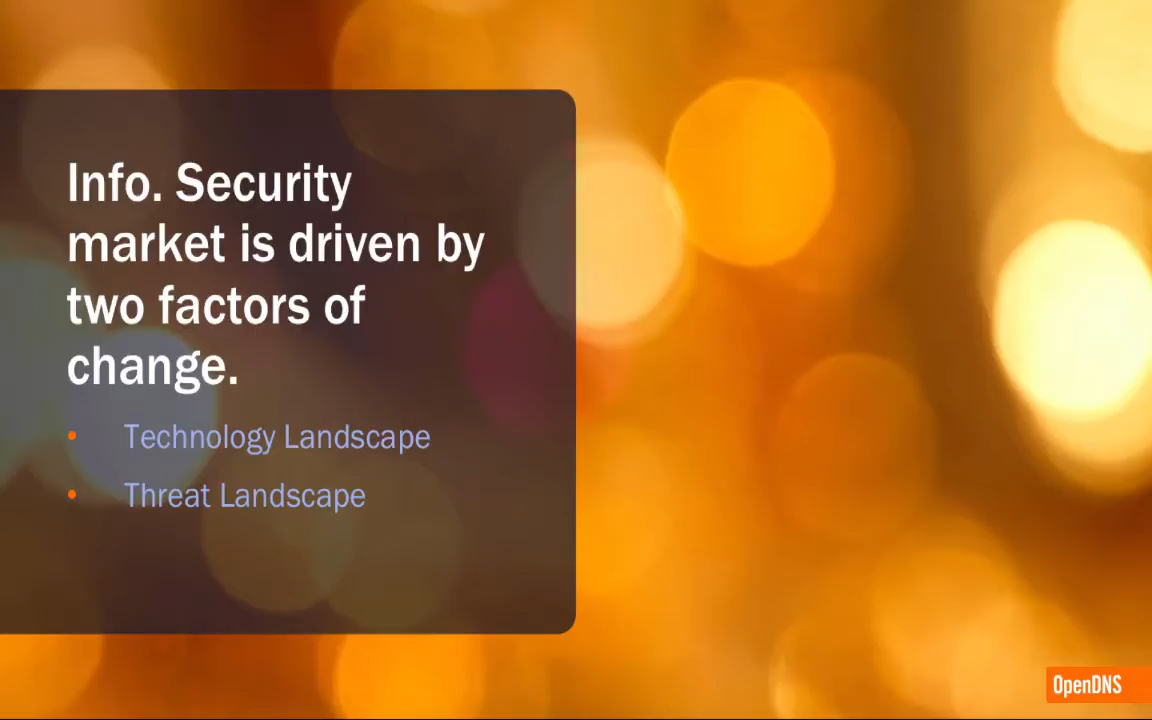 Info. Security
market is driven by
two factors of
change.
• Technology Landscape
• Threat Landscape
OpenDNS